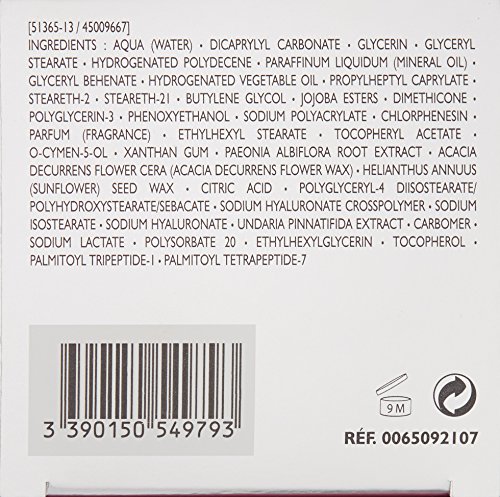 [51365-13 / 45009667]
INGREDIENTS : AQUA (WATER) • DICAPRYLYL CARBONATE • GLYCERIN • GLYCERYL
STEARATE • HYDROGENATED POLYDECENE • PARAFFINUM LIQUIDUM (MINERAL OIL) •
GLYCERYL BEHENATE • HYDROGENATED VEGETABLE OIL • PROPYLHEPTYL CAPRYLATE •
STEARETH-2 • STEARETH-21 • BUTYLENE GLYCOL • JOJOBA ESTERS • DIMETHICONE •
POLYGLYCERIN-3 • PHENOXYETHANOL • SODIUM POLYACRYLATE • CHLORPHENESIN •
PARFUM (FRAGRANCE) • ETHYLHEXYL STEARATE • TOCOPHERYL ACETATE •
O-CYMEN-5-OL • XANTHAN GUM • PAEONIA ALBIFLORA ROOT EXTRACT • ACACIA
DECURRENS FLOWER CERA (ACACIA DECURRENS FLOWER WAX) • HELIANTHUS ANNUUS
(SUNFLOWER) SEED WAX • CITRIC ACID • POLYGLYCERYL-4 DIISOSTEARATE/
POLYHYDROXYSTEARATE/SEBACATE • SODIUM HYALURONATE CROSSPOLYMER • SODIUM
ISOSTEARATE • SODIUM HYALURONATE • UNDARIA PINNATIFIDA EXTRACT • CARBOMER •
SODIUM LACTATE • POLYSORBATE 20 • ETHYLHEXYLGLYCERIN • TOCOPHEROL •
PALMITOYL TRIPEPTIDE-1 • PALMITOYL TETRAPEPTIDE-7
9M
3 390150 549793
RÉF. 0065092107